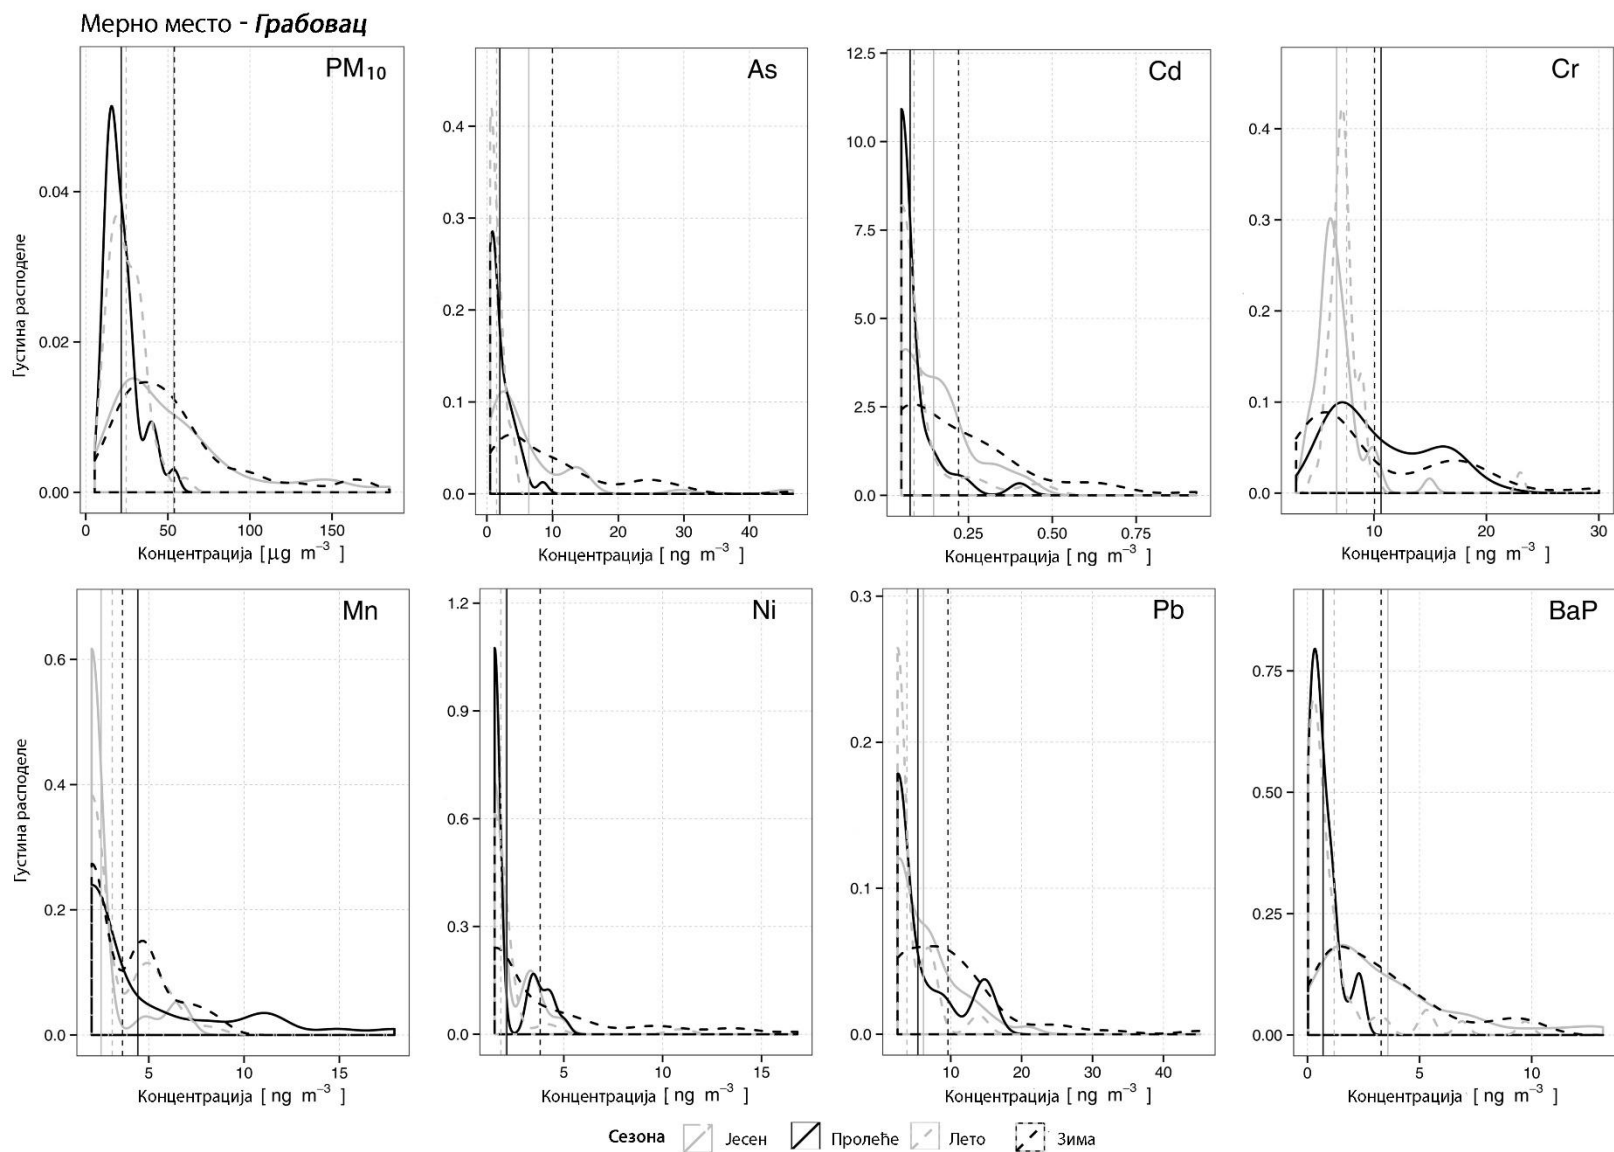 Мерно место - Грабовац
PM10
As
Cd
Cr
Густина расподеле
0.04
0.02
0.00
0 50 100 150
Концентрација [ μg m−3 ]
0.4
0.3
0.2
0.1
0.0
0 10 20 30 40
Концентрација [ ng m−3 ]
12.5
10.0
7.5
5.0
2.5
0.0
0.25 0.50 0.75
Концентрација [ ng m−3 ]
0.4
0.3
0.2
0.1
0.0
10 20 30
Концентрација [ ng m−3 ]
Mn
Ni
Pb
BaP
Густина расподеле
0.6
0.4
0.2
0.0
5 10 15
Концентрација [ ng m−3 ]
1.2
0.9
0.6
0.3
0.0
5 10 15
Концентрација [ ng m−3 ]
0.3
0.2
0.1
0.0
10 20 30 40
Концентрација [ ng m−3 ]
0.75
0.50
0.25
0.00
0 5 10
Концентрација [ ng m−3 ]
Сезона Јесен Пролеће Лето Зима